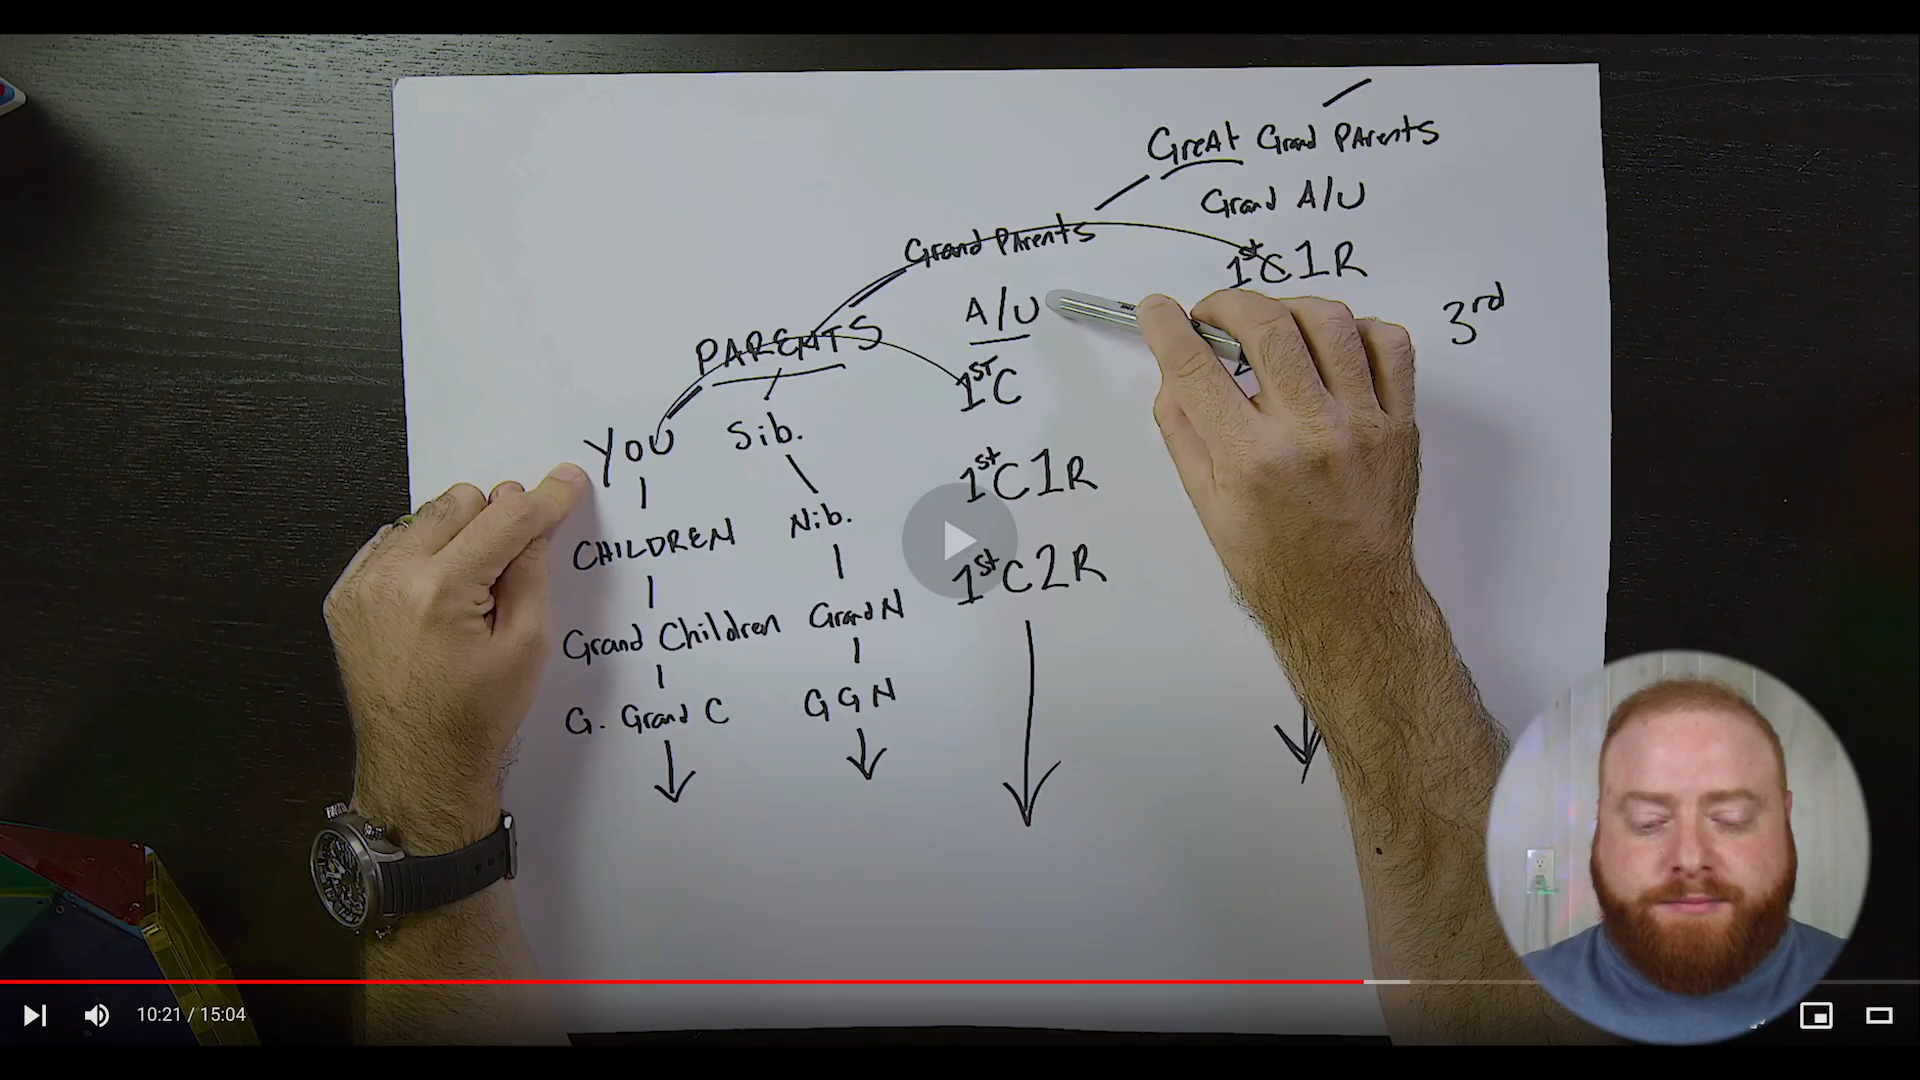 GreAt Grand PArents
Grand A/U
1st C 1 R
3rd
Grand PArents
A/U
1ST C
1st C 1 R
1st C 2 R
PARENTS
YOU
CHILDREN
Grand Children
G. Grand C
Sib.
Nib.
Grand N
G G N
10:21 / 15:04